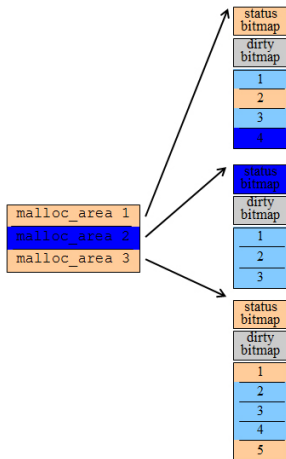 status
bitmap
dirty
bitmap
1
2
3
4
status
bitmap
dirty
bitmap
1
2
3
malloc_area 1
malloc_area 2
malloc_area 3
status
bitmap
dirty
bitmap
1
2
3
4
5